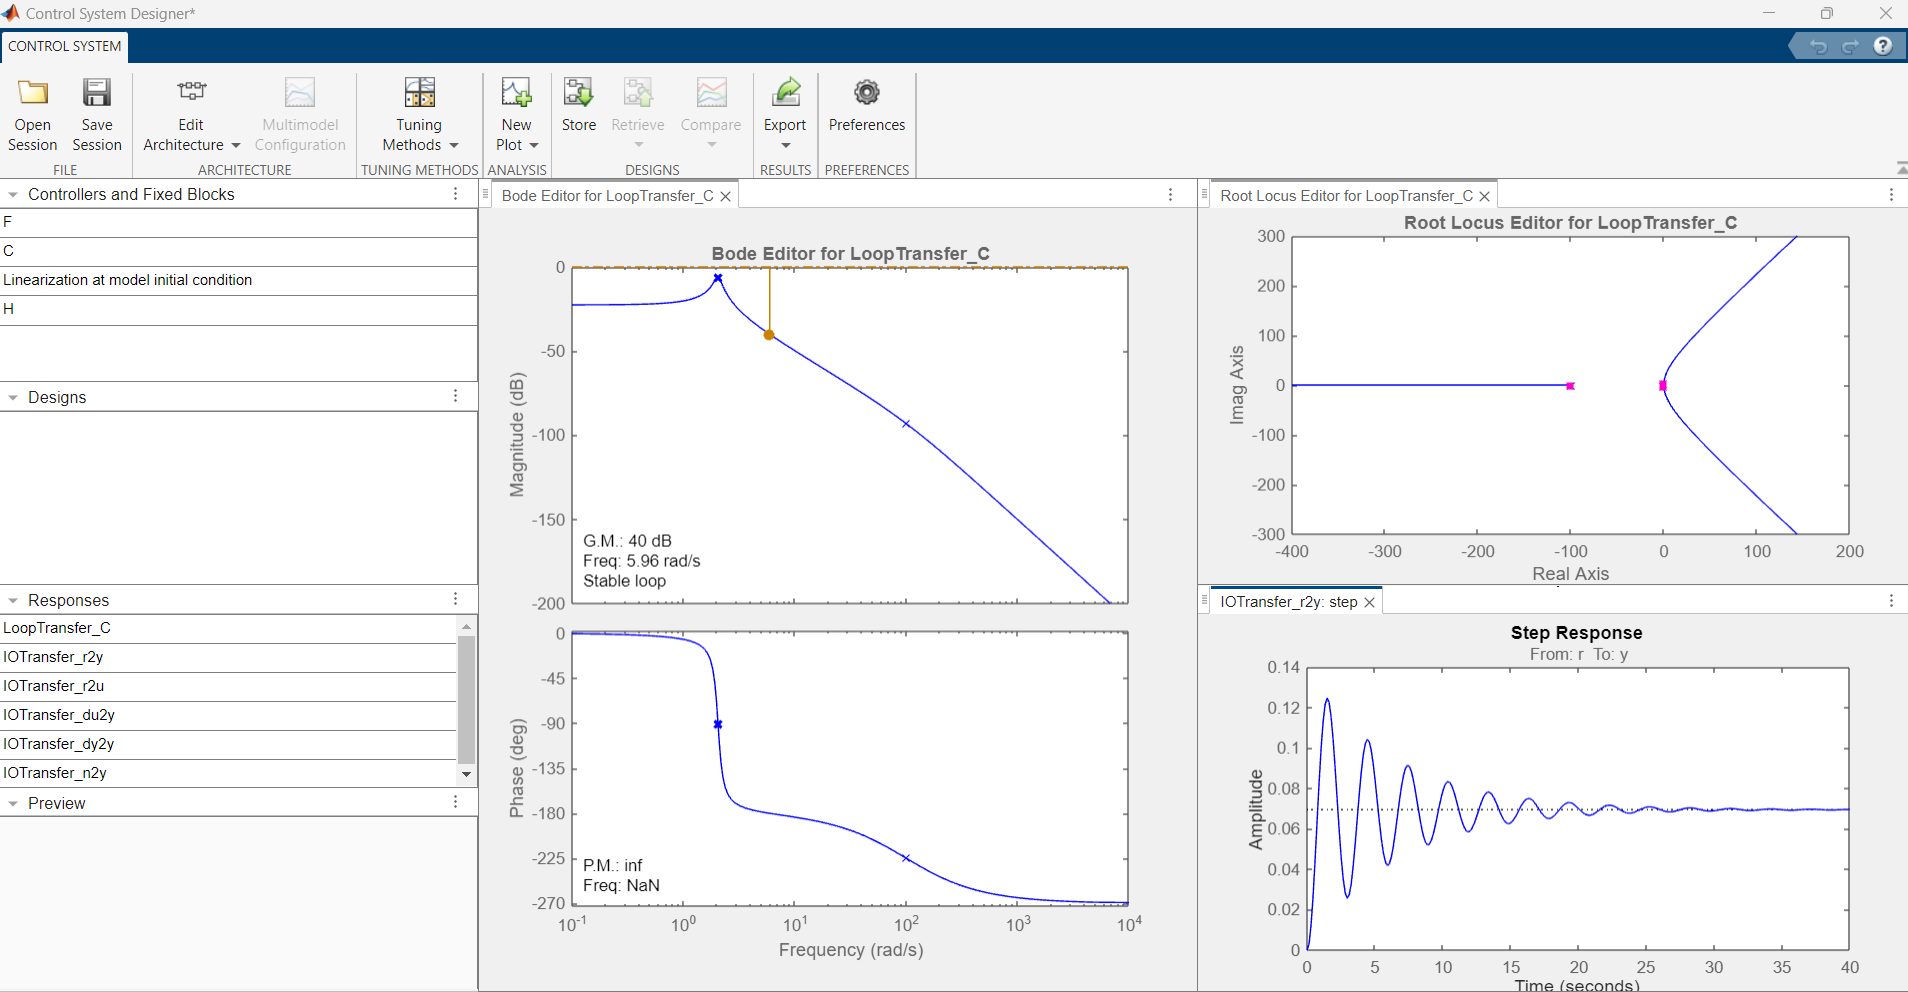 Control System Designer*
CONTROL SYSTEM
Open Session
Save Session
Edit Architecture
Multimodel Configuration
Tuning Methods
New Plot
Store
Retrieve
Compare
Export
Preferences
FILE
ARCHITECTURE
TUNING METHODS
ANALYSIS
DESIGNS
RESULTS
PREFERENCES
Controllers and Fixed Blocks
F
C
Linearization at model initial condition
H
Designs
Responses
LoopTransfer_C
IOTransfer_r2y
IOTransfer_r2u
IOTransfer_du2y
IOTransfer_dy2y
IOTransfer_n2y
Preview
Bode Editor for LoopTransfer_C
Bode Editor for LoopTransfer_C
0
-50
-100
-150
-200
Magnitude (dB)
G.M.: 40 dB
Freq: 5.96 rad/s
Stable loop
0
-45
-90
-135
-180
-225
-270
Phase (deg)
P.M.: inf
Freq: NaN
10^-1 10^0 10^1 10^2 10^3 10^4
Frequency (rad/s)
Root Locus Editor for LoopTransfer_C
Root Locus Editor for LoopTransfer_C
300
200
100
0
-100
-200
-300
Imag Axis
-400 -300 -200 -100 0 100 200
Real Axis
IOTransfer_r2y: step
Step Response
From: r To: y
0.14
0.12
0.1
0.08
0.06
0.04
0.02
0
Amplitude
0 5 10 15 20 25 30 35 40
Time (seconds)